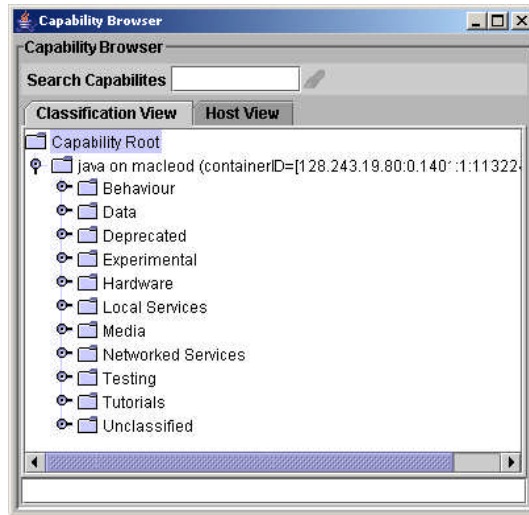 Capability Browser
Capability Browser
Search Capabilites
Classification View Host View
Capability Root
java on macleod (containerID=[128.243.19.80:0.140
Behaviour
Data
Deprecated
Experimental
Hardware
Local Services
Media
Networked Services
Testing
Tutorials
Unclassified